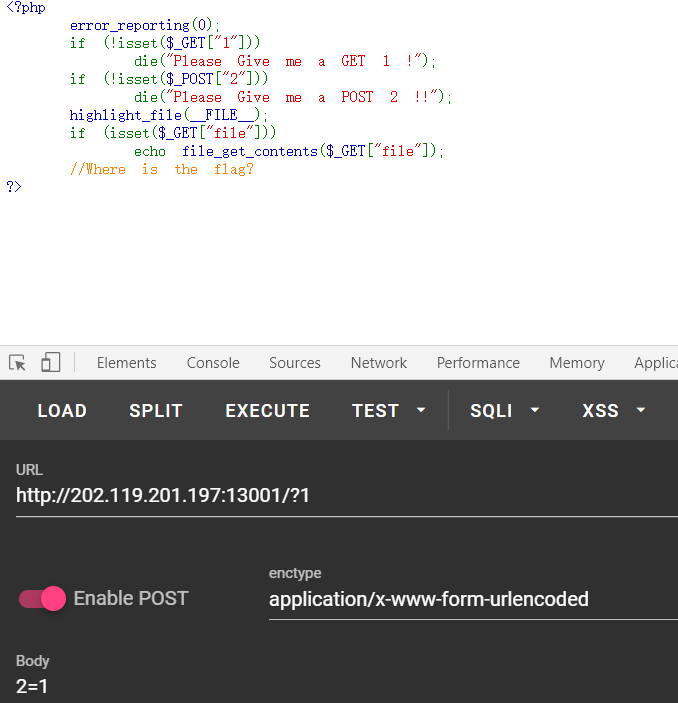 <?php
error_reporting(0);
if (!isset($_GET["1"]))
die("Please Give me a GET 1 !");
if (!isset($_POST["2"]))
die("Please Give me a POST 2 !!");
highlight_file(__FILE__);
if (isset($_GET["file"]))
echo file_get_contents($_GET["file"]);
//Where is the flag?
?>
Elements Console Sources Network Performance Memory Applica
LOAD SPLIT EXECUTE TEST SQLI XSS
URL
http://202.119.201.197:13001/?1
Enable POST
enctype
application/x-www-form-urlencoded
Body
2=1